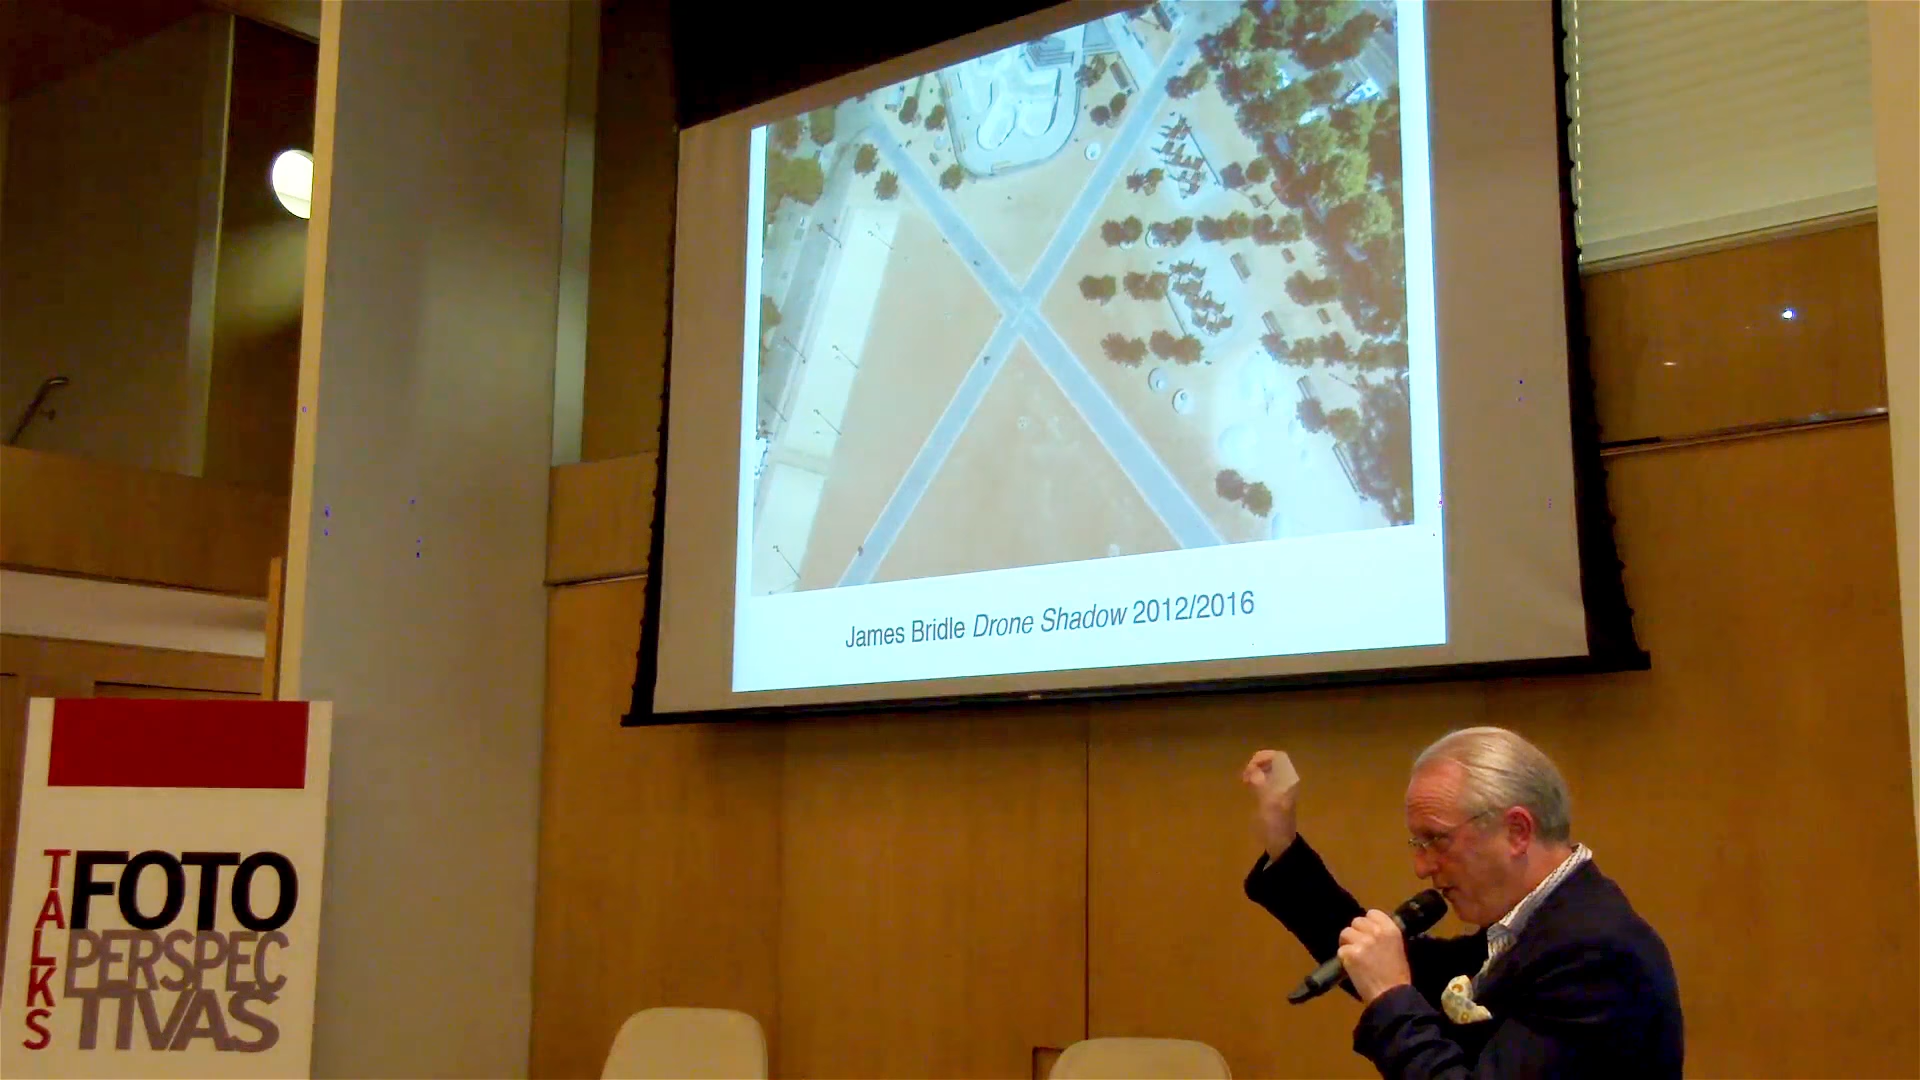 James Bridle Drone Shadow 2012/2016
TALKS
FOTO
PERSPEC
TIVAS